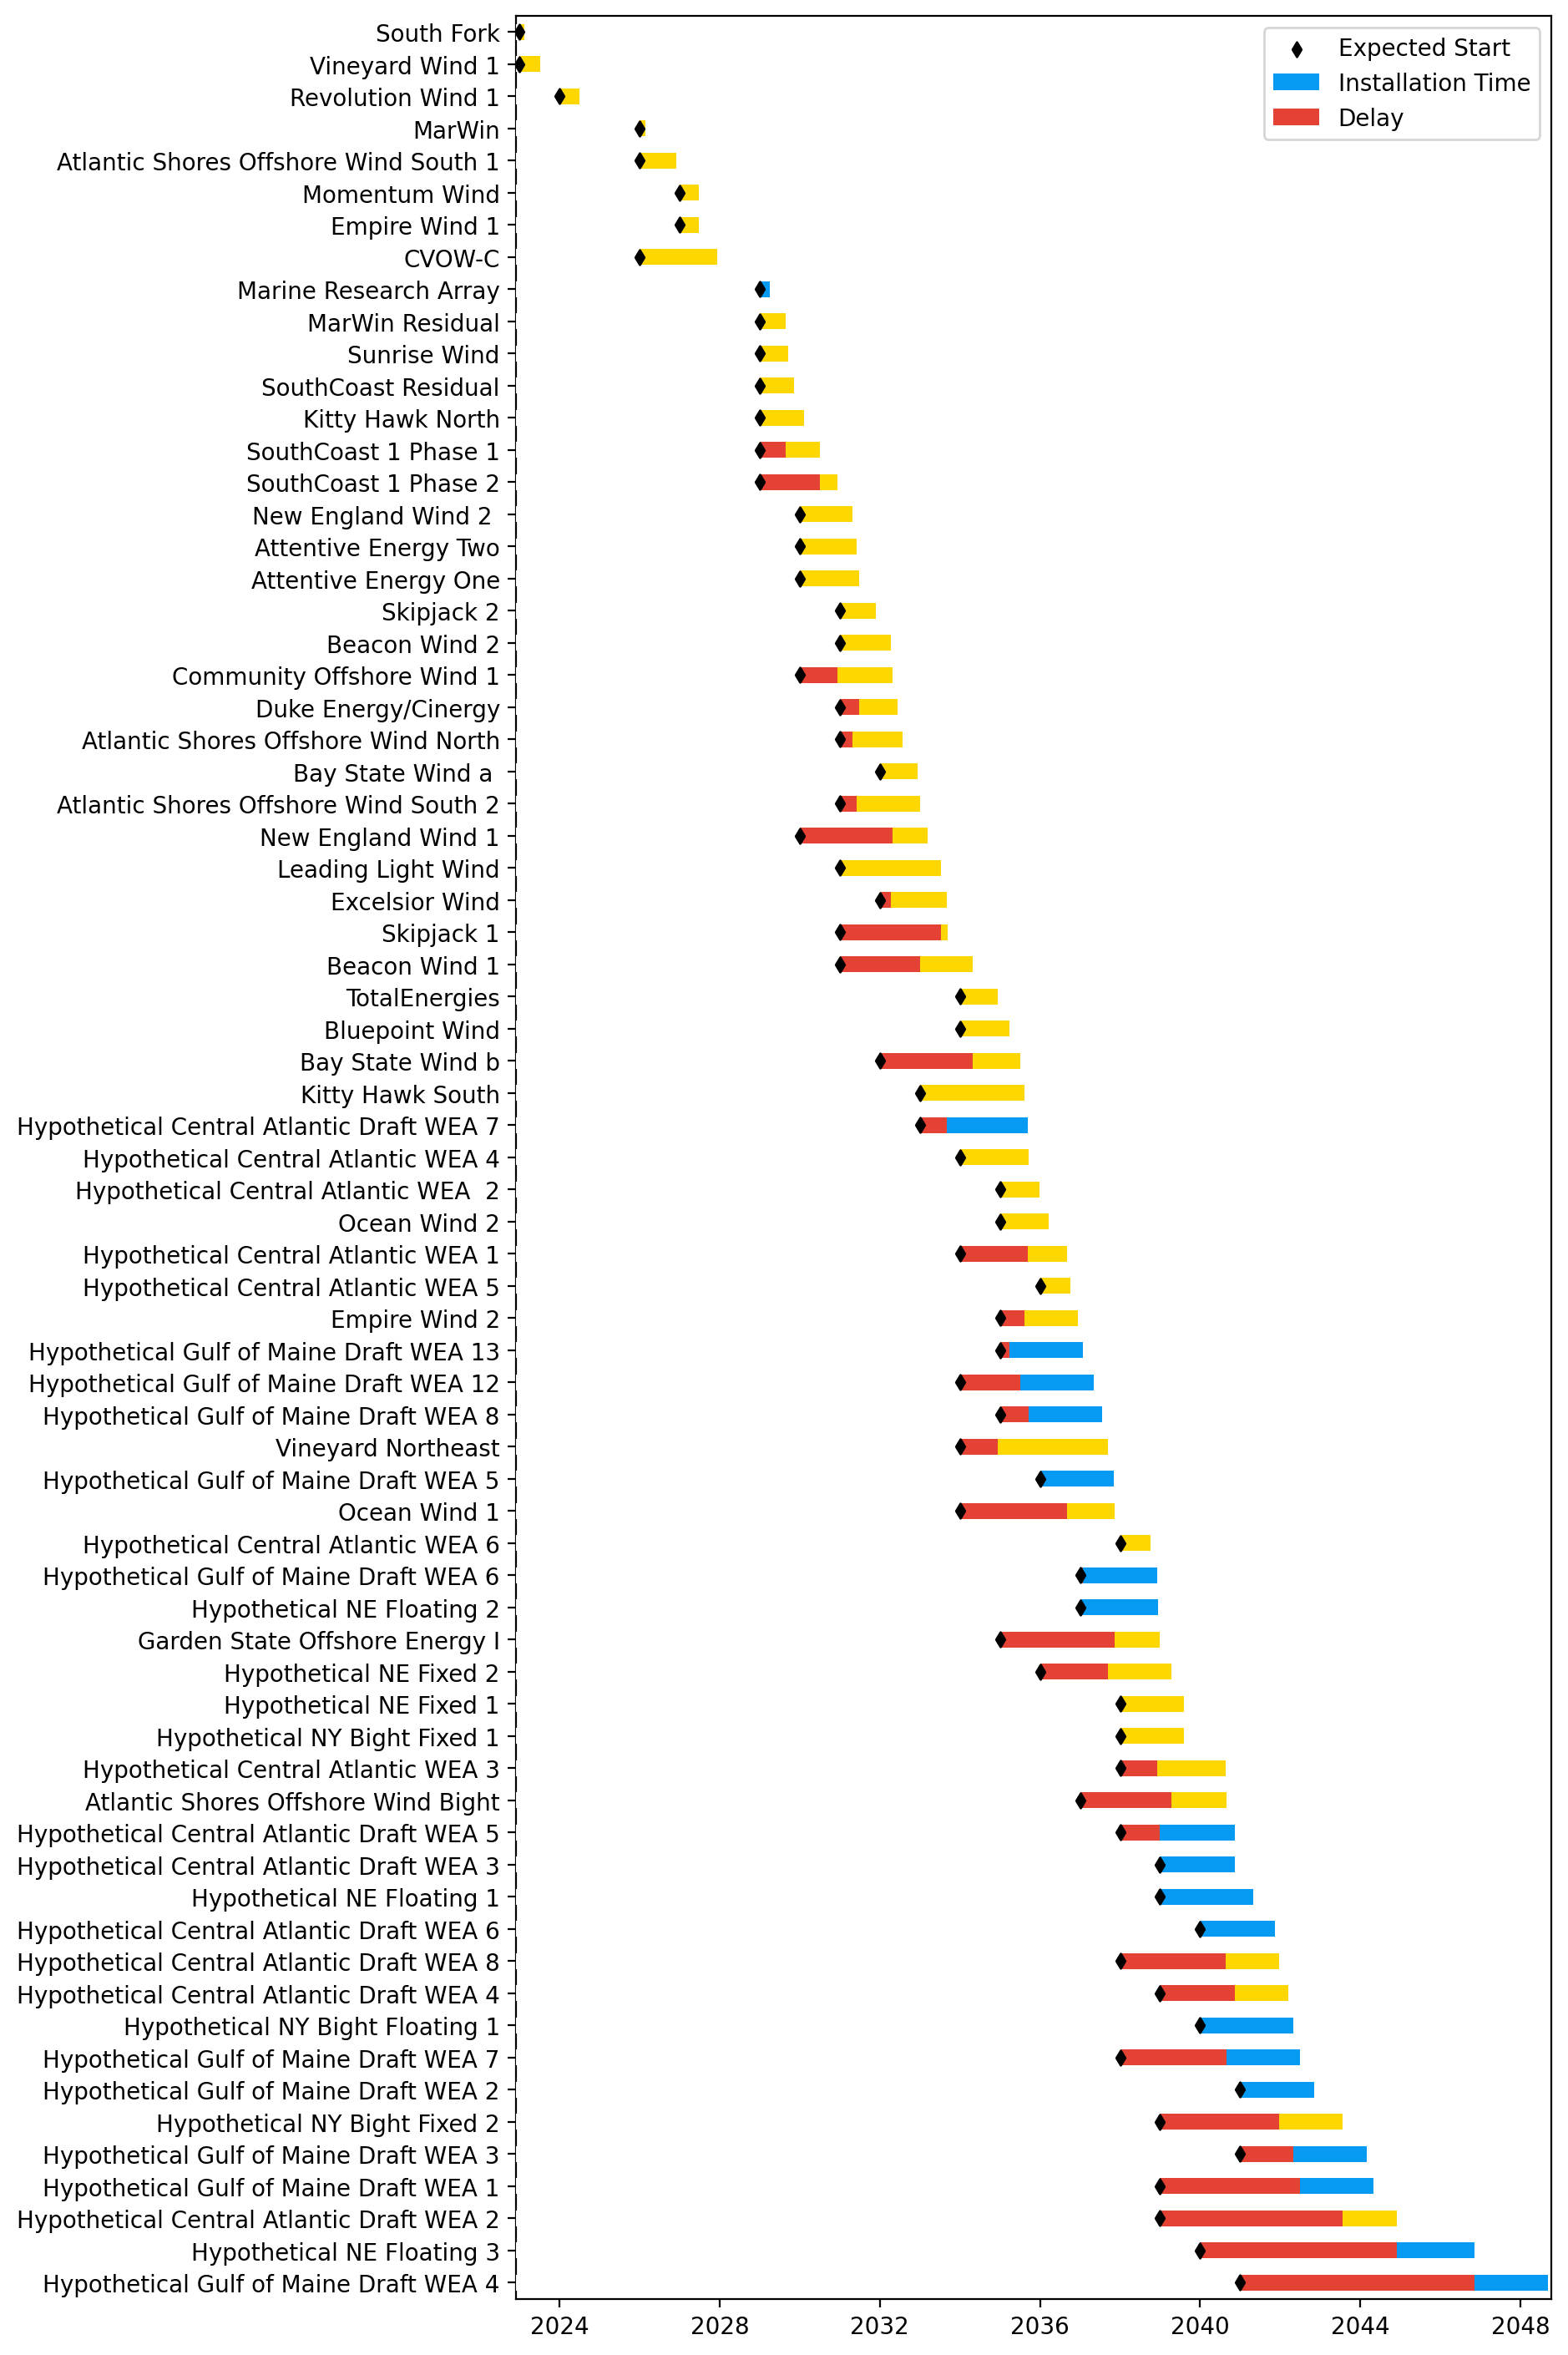 South Fork
Vineyard Wind 1
Revolution Wind 1
MarWin
Atlantic Shores Offshore Wind South 1
Momentum Wind
Empire Wind 1
CVOW-C
Marine Research Array
MarWin Residual
Sunrise Wind
SouthCoast Residual
Kitty Hawk North
SouthCoast 1 Phase 1
SouthCoast 1 Phase 2
New England Wind 2
Attentive Energy Two
Attentive Energy One
Skipjack 2
Beacon Wind 2
Community Offshore Wind 1
Duke Energy/Cinergy
Atlantic Shores Offshore Wind North
Bay State Wind a
Atlantic Shores Offshore Wind South 2
New England Wind 1
Leading Light Wind
Excelsior Wind
Skipjack 1
Beacon Wind 1
TotalEnergies
Bluepoint Wind
Bay State Wind b
Kitty Hawk South
Hypothetical Central Atlantic Draft WEA 7
Hypothetical Central Atlantic WEA 4
Hypothetical Central Atlantic WEA  2
Ocean Wind 2
Hypothetical Central Atlantic WEA 1
Hypothetical Central Atlantic WEA 5
Empire Wind 2
Hypothetical Gulf of Maine Draft WEA 13
Hypothetical Gulf of Maine Draft WEA 12
Hypothetical Gulf of Maine Draft WEA 8
Vineyard Northeast
Hypothetical Gulf of Maine Draft WEA 5
Ocean Wind 1
Hypothetical Central Atlantic WEA 6
Hypothetical Gulf of Maine Draft WEA 6
Hypothetical NE Floating 2
Garden State Offshore Energy I
Hypothetical NE Fixed 2
Hypothetical NE Fixed 1
Hypothetical NY Bight Fixed 1
Hypothetical Central Atlantic WEA 3
Atlantic Shores Offshore Wind Bight
Hypothetical Central Atlantic Draft WEA 5
Hypothetical Central Atlantic Draft WEA 3
Hypothetical NE Floating 1
Hypothetical Central Atlantic Draft WEA 6
Hypothetical Central Atlantic Draft WEA 8
Hypothetical Central Atlantic Draft WEA 4
Hypothetical NY Bight Floating 1
Hypothetical Gulf of Maine Draft WEA 7
Hypothetical Gulf of Maine Draft WEA 2
Hypothetical NY Bight Fixed 2
Hypothetical Gulf of Maine Draft WEA 3
Hypothetical Gulf of Maine Draft WEA 1
Hypothetical Central Atlantic Draft WEA 2
Hypothetical NE Floating 3
Hypothetical Gulf of Maine Draft WEA 4
Expected Start
Installation Time
Delay
2024 2028 2032 2036 2040 2044 2048